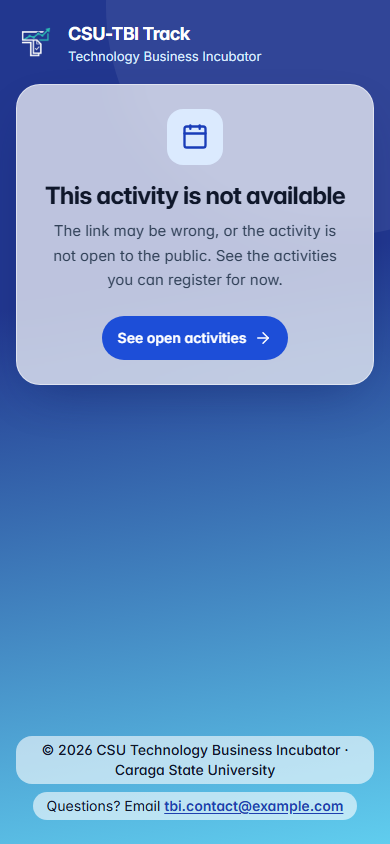 CSU-TBI Track
Technology Business Incubator
This activity is not available
The link may be wrong, or the activity is
not open to the public. See the activities
you can register for now.
See open activities
© 2026 CSU Technology Business Incubator ·
Caraga State University
Questions? Email tbi.contact@example.com